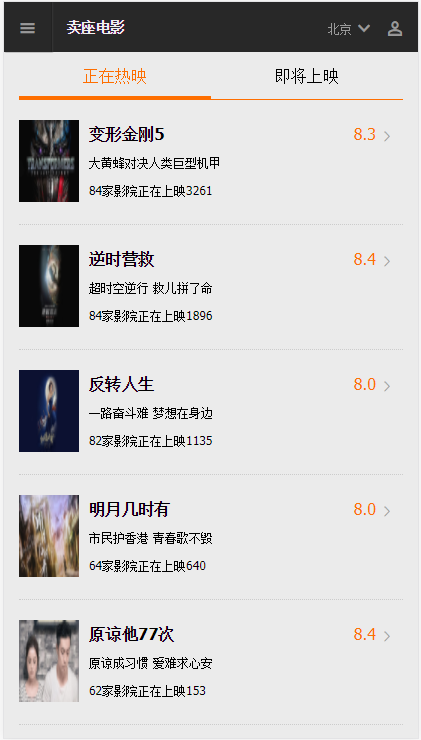 卖座电影
北京
正在热映
即将上映
变形金刚5
8.3
大黄蜂对决人类巨型机甲
84家影院正在上映3261
逆时营救
8.4
超时空逆行 救儿拼了命
84家影院正在上映1896
反转人生
8.0
一路奋斗难 梦想在身边
82家影院正在上映1135
明月几时有
8.0
市民护香港 青春歌不毁
64家影院正在上映640
原谅他77次
8.4
原谅成习惯 爱难求心安
62家影院正在上映153